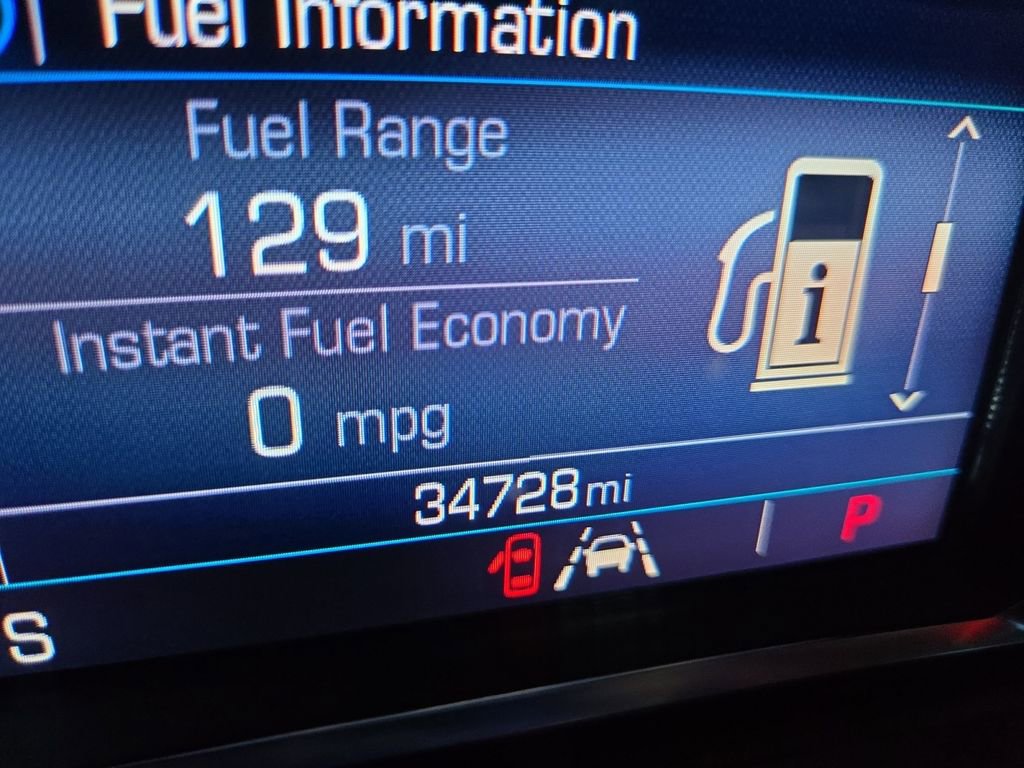 Fuel Information
Fuel Range
129 mi
i
Instant Fuel Economy
0 mpg
34728 mi
P
S